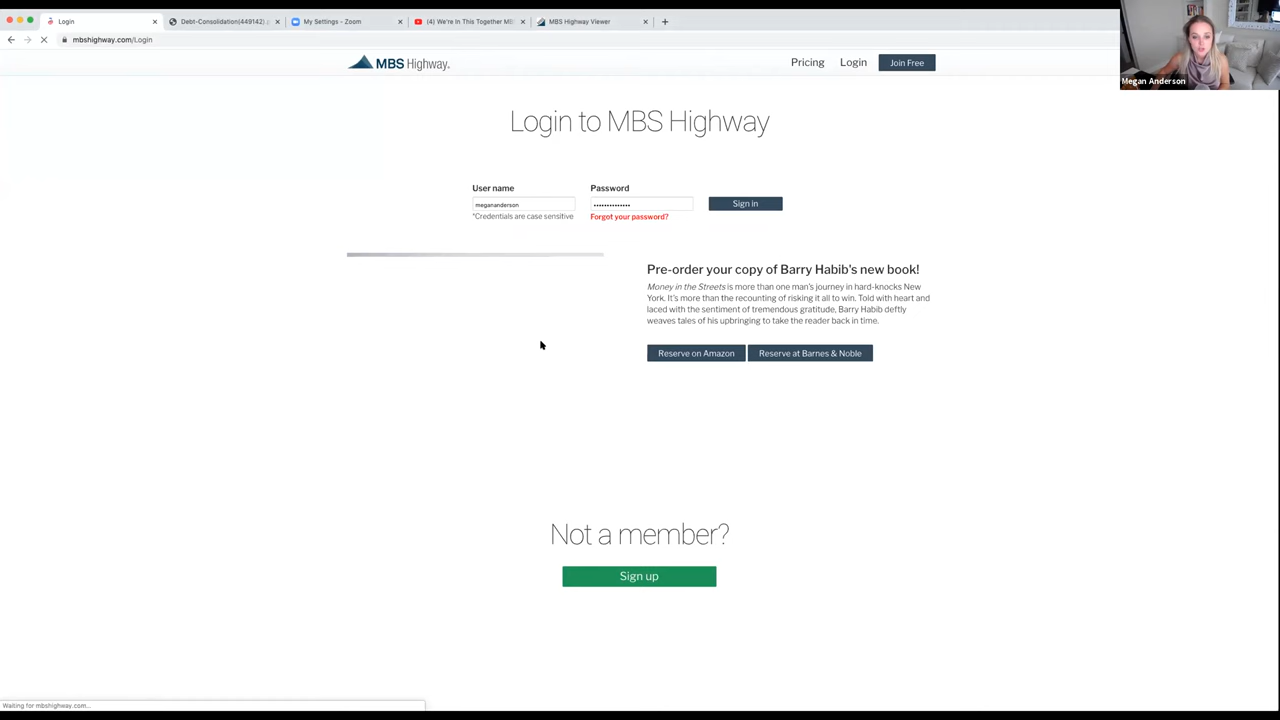 Login
Debt-Consolidation(449142).p
My Settings - Zoom
(4) We're In This Together MB
MBS Highway Viewer
mbshighway.com/Login
MBS Highway.
Pricing
Login
Join Free
Megan Anderson
Login to MBS Highway
User name
Password
megananderson
••••••••••••••
Sign in
*Credentials are case sensitive
Forgot your password?
Pre-order your copy of Barry Habib's new book!
Money in the Streets is more than one man's journey in hard-knocks New
York. It's more than the recounting of risking it all to win. Told with heart and
laced with the sentiment of tremendous gratitude, Barry Habib deftly
weaves tales of his upbringing to take the reader back in time.
Reserve on Amazon
Reserve at Barnes & Noble
Not a member?
Sign up
Waiting for mbshighway.com...